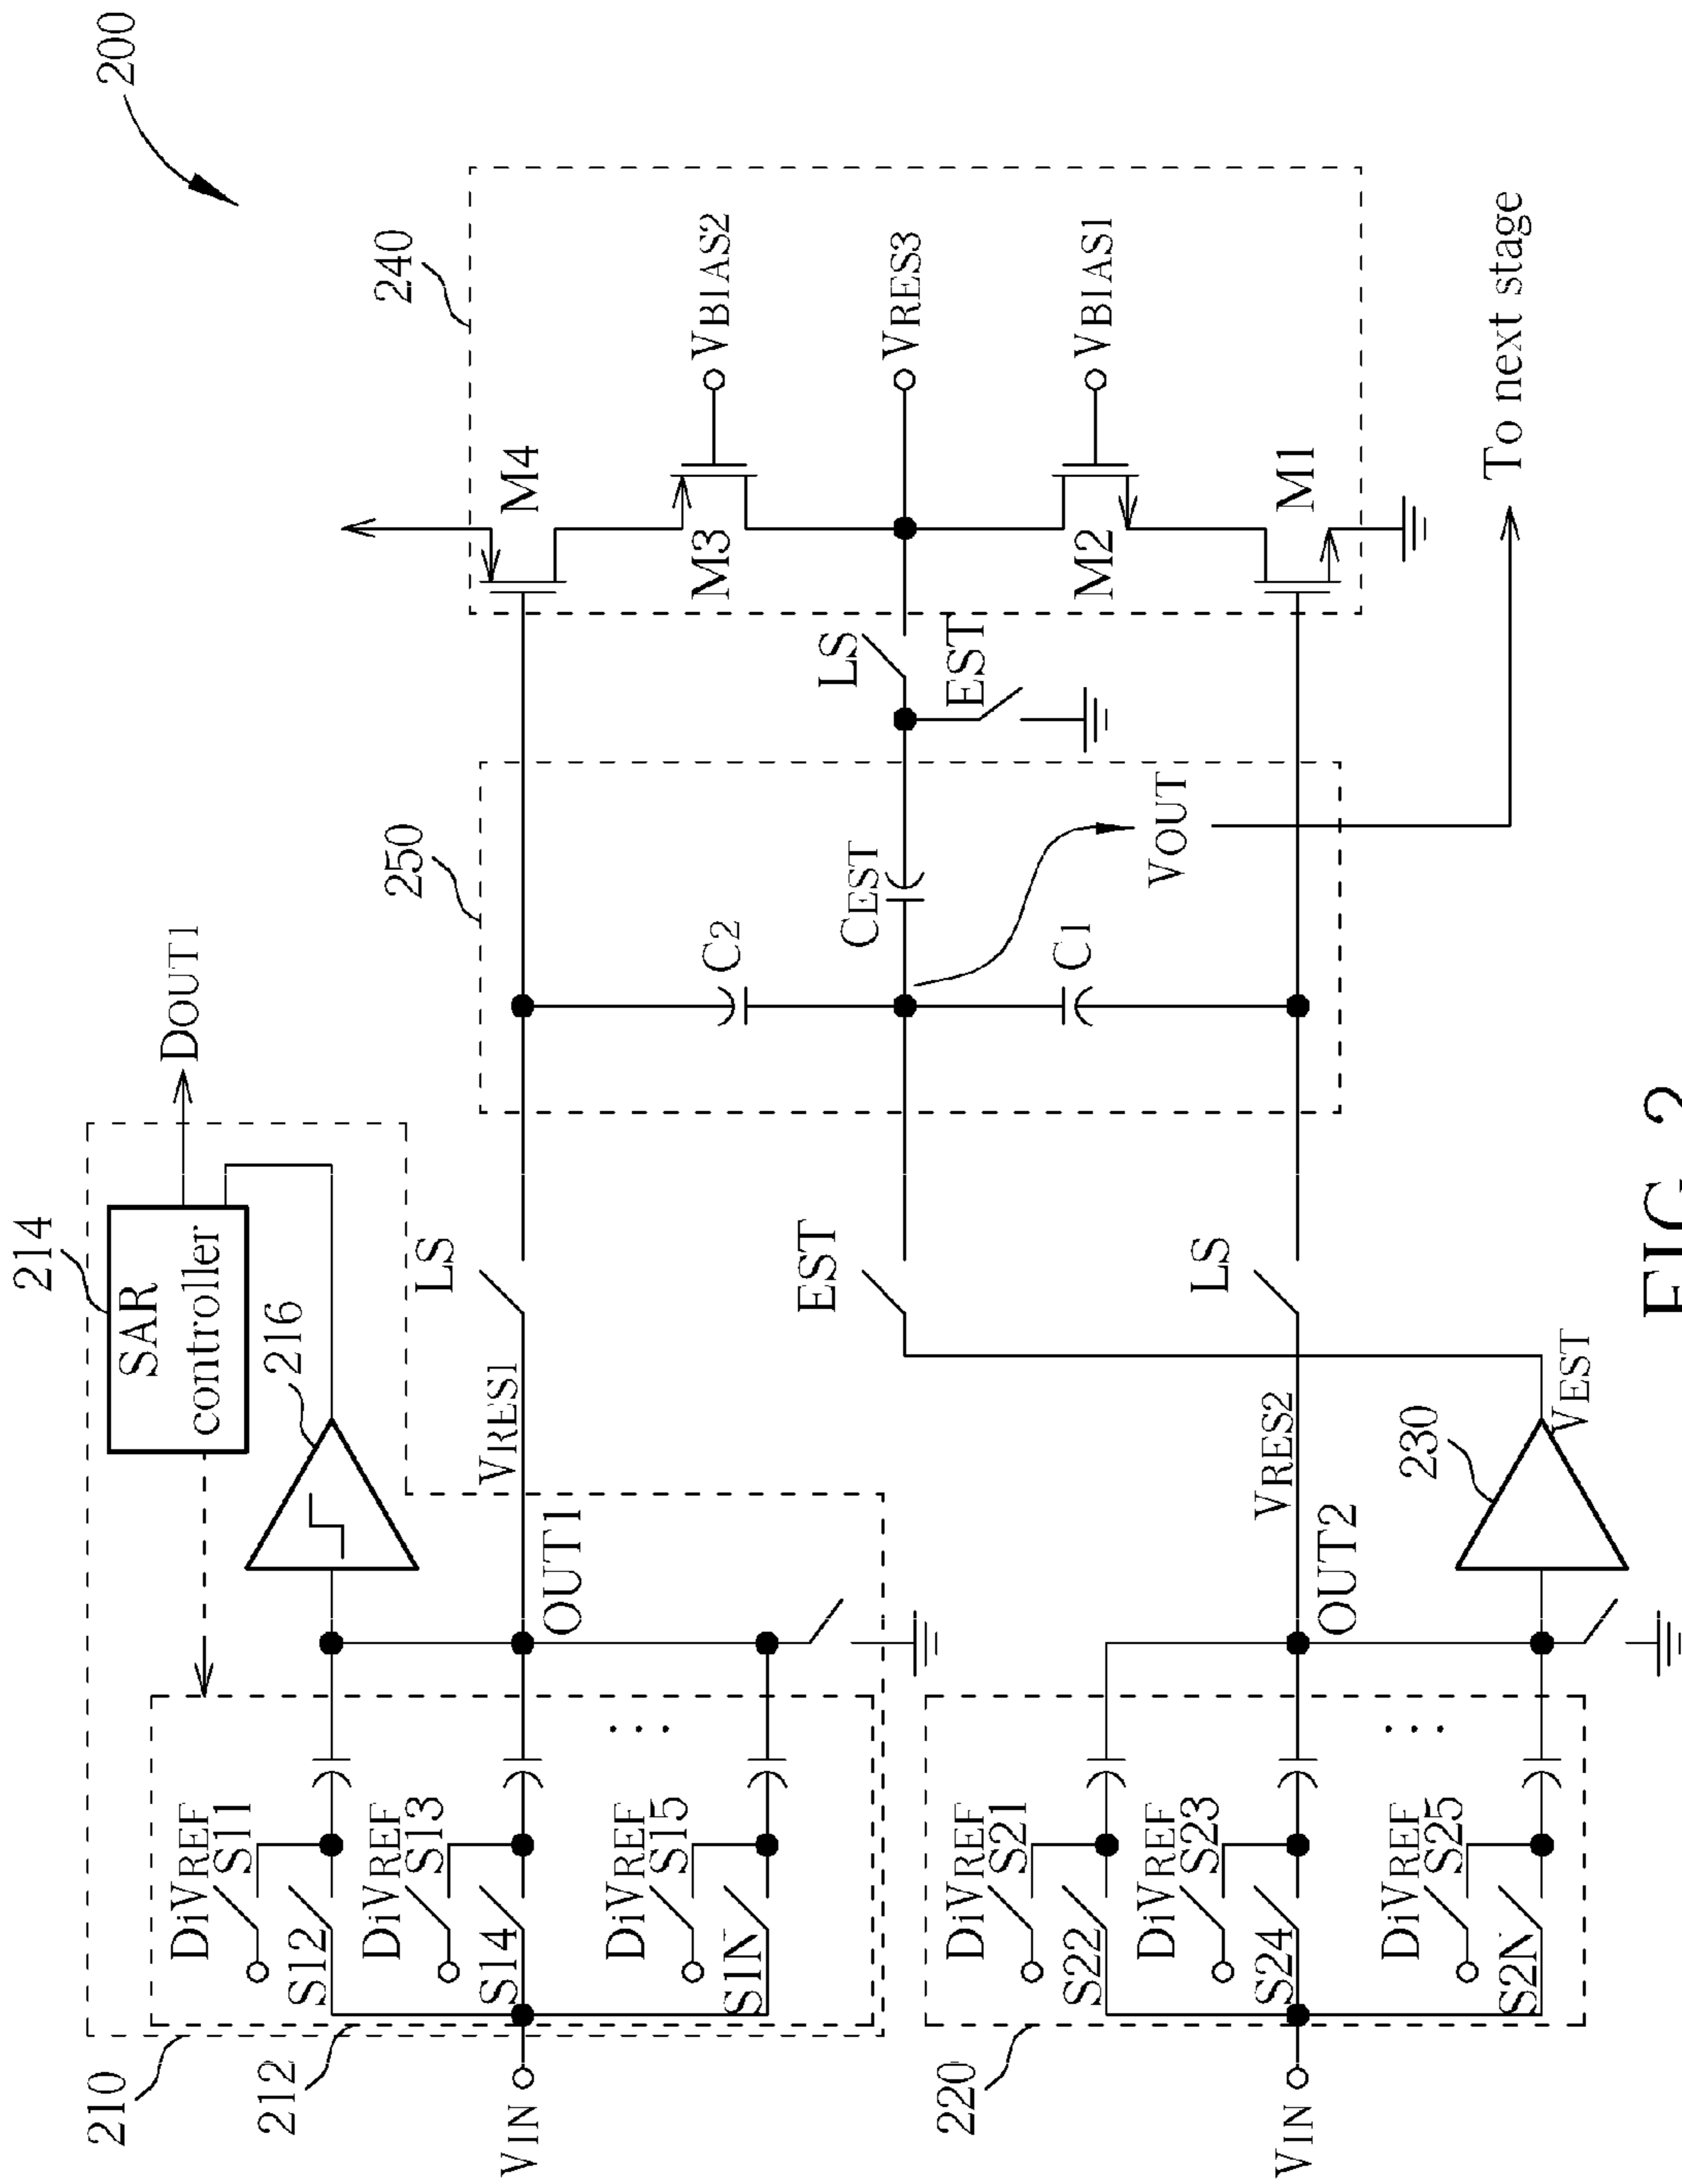 200
214
SAR
controller
DOUT1
216
210
212
DiVREF
S11
S12
DiVREF
S13
S14
DiVREF
S15
S1N
VIN
OUT1
VRES1
LS
250
C2
CEST
C1
VOUT
LS
EST
240
M4
M3
VBIAS2
VRES3
M2
VBIAS1
M1
EST
LS
VRES2
OUT2
220
DiVREF
S21
S22
DiVREF
S23
S24
DiVREF
S25
S2N
VIN
230
VEST
To next stage